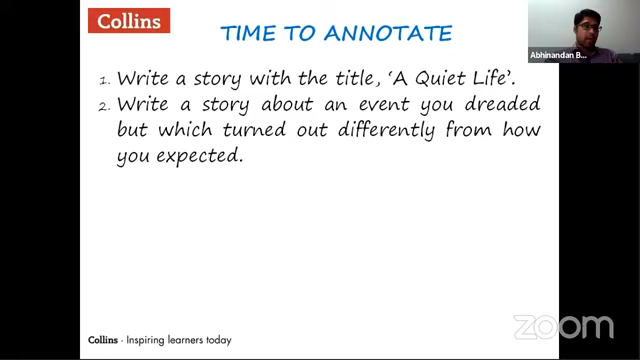 Collins
TIME TO ANNOTATE
Abhinandan B...
1. Write a story with the title, ‘A Quiet Life’.
2. Write a story about an event you dreaded
but which turned out differently from how
you expected.
zoom
Collins · Inspiring learners today